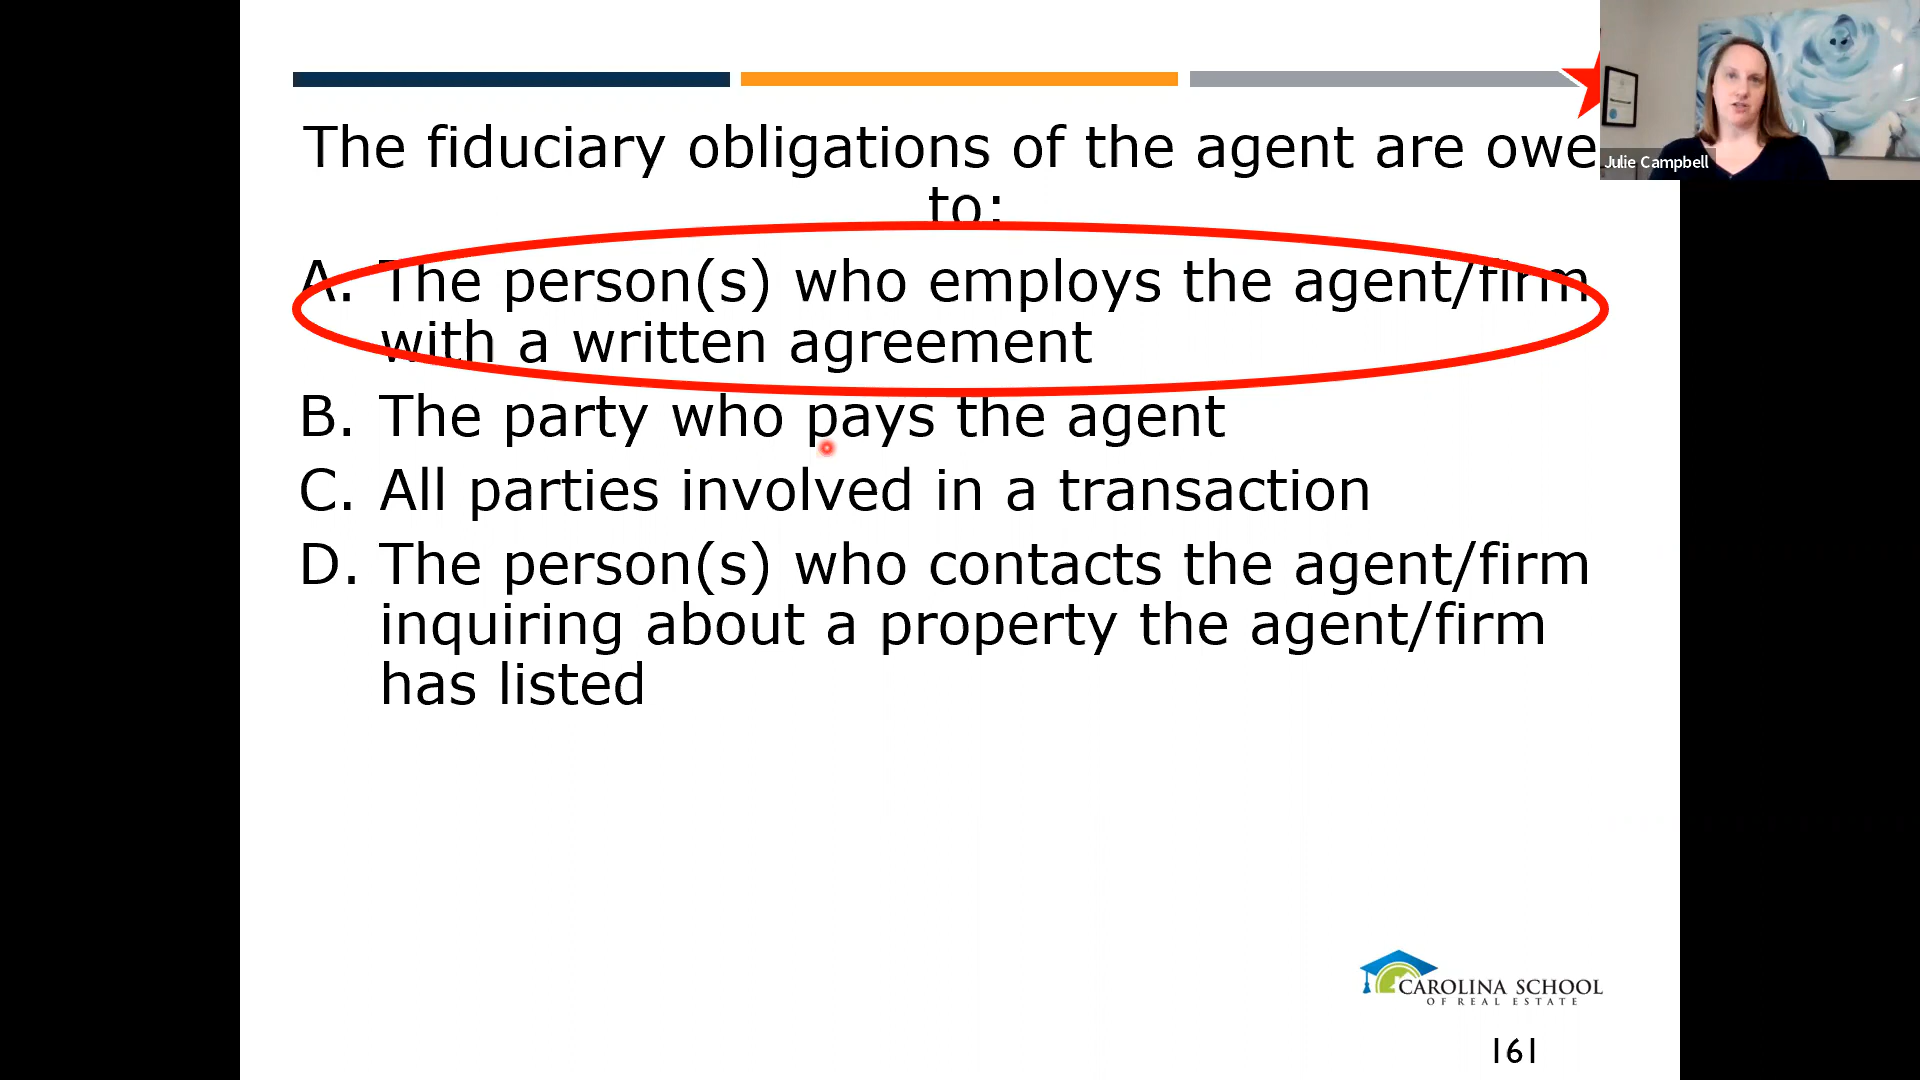 The fiduciary obligations of the agent are owe
to:
A. The person(s) who employs the agent/firm
with a written agreement
B. The party who pays the agent
C. All parties involved in a transaction
D. The person(s) who contacts the agent/firm
inquiring about a property the agent/firm
has listed
Julie Campbell
CAROLINA SCHOOL
OF REAL ESTATE
161